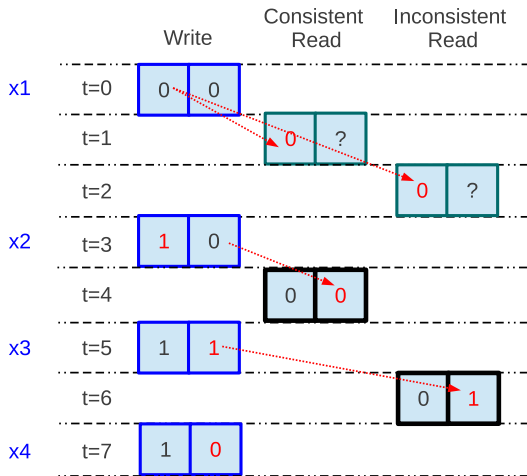 Write Consistent Read Inconsistent Read
x1 t=0 0 0
t=1 0 ?
t=2 0 ?
x2 t=3 1 0
t=4 0 0
x3 t=5 1 1
t=6 0 1
x4 t=7 1 0